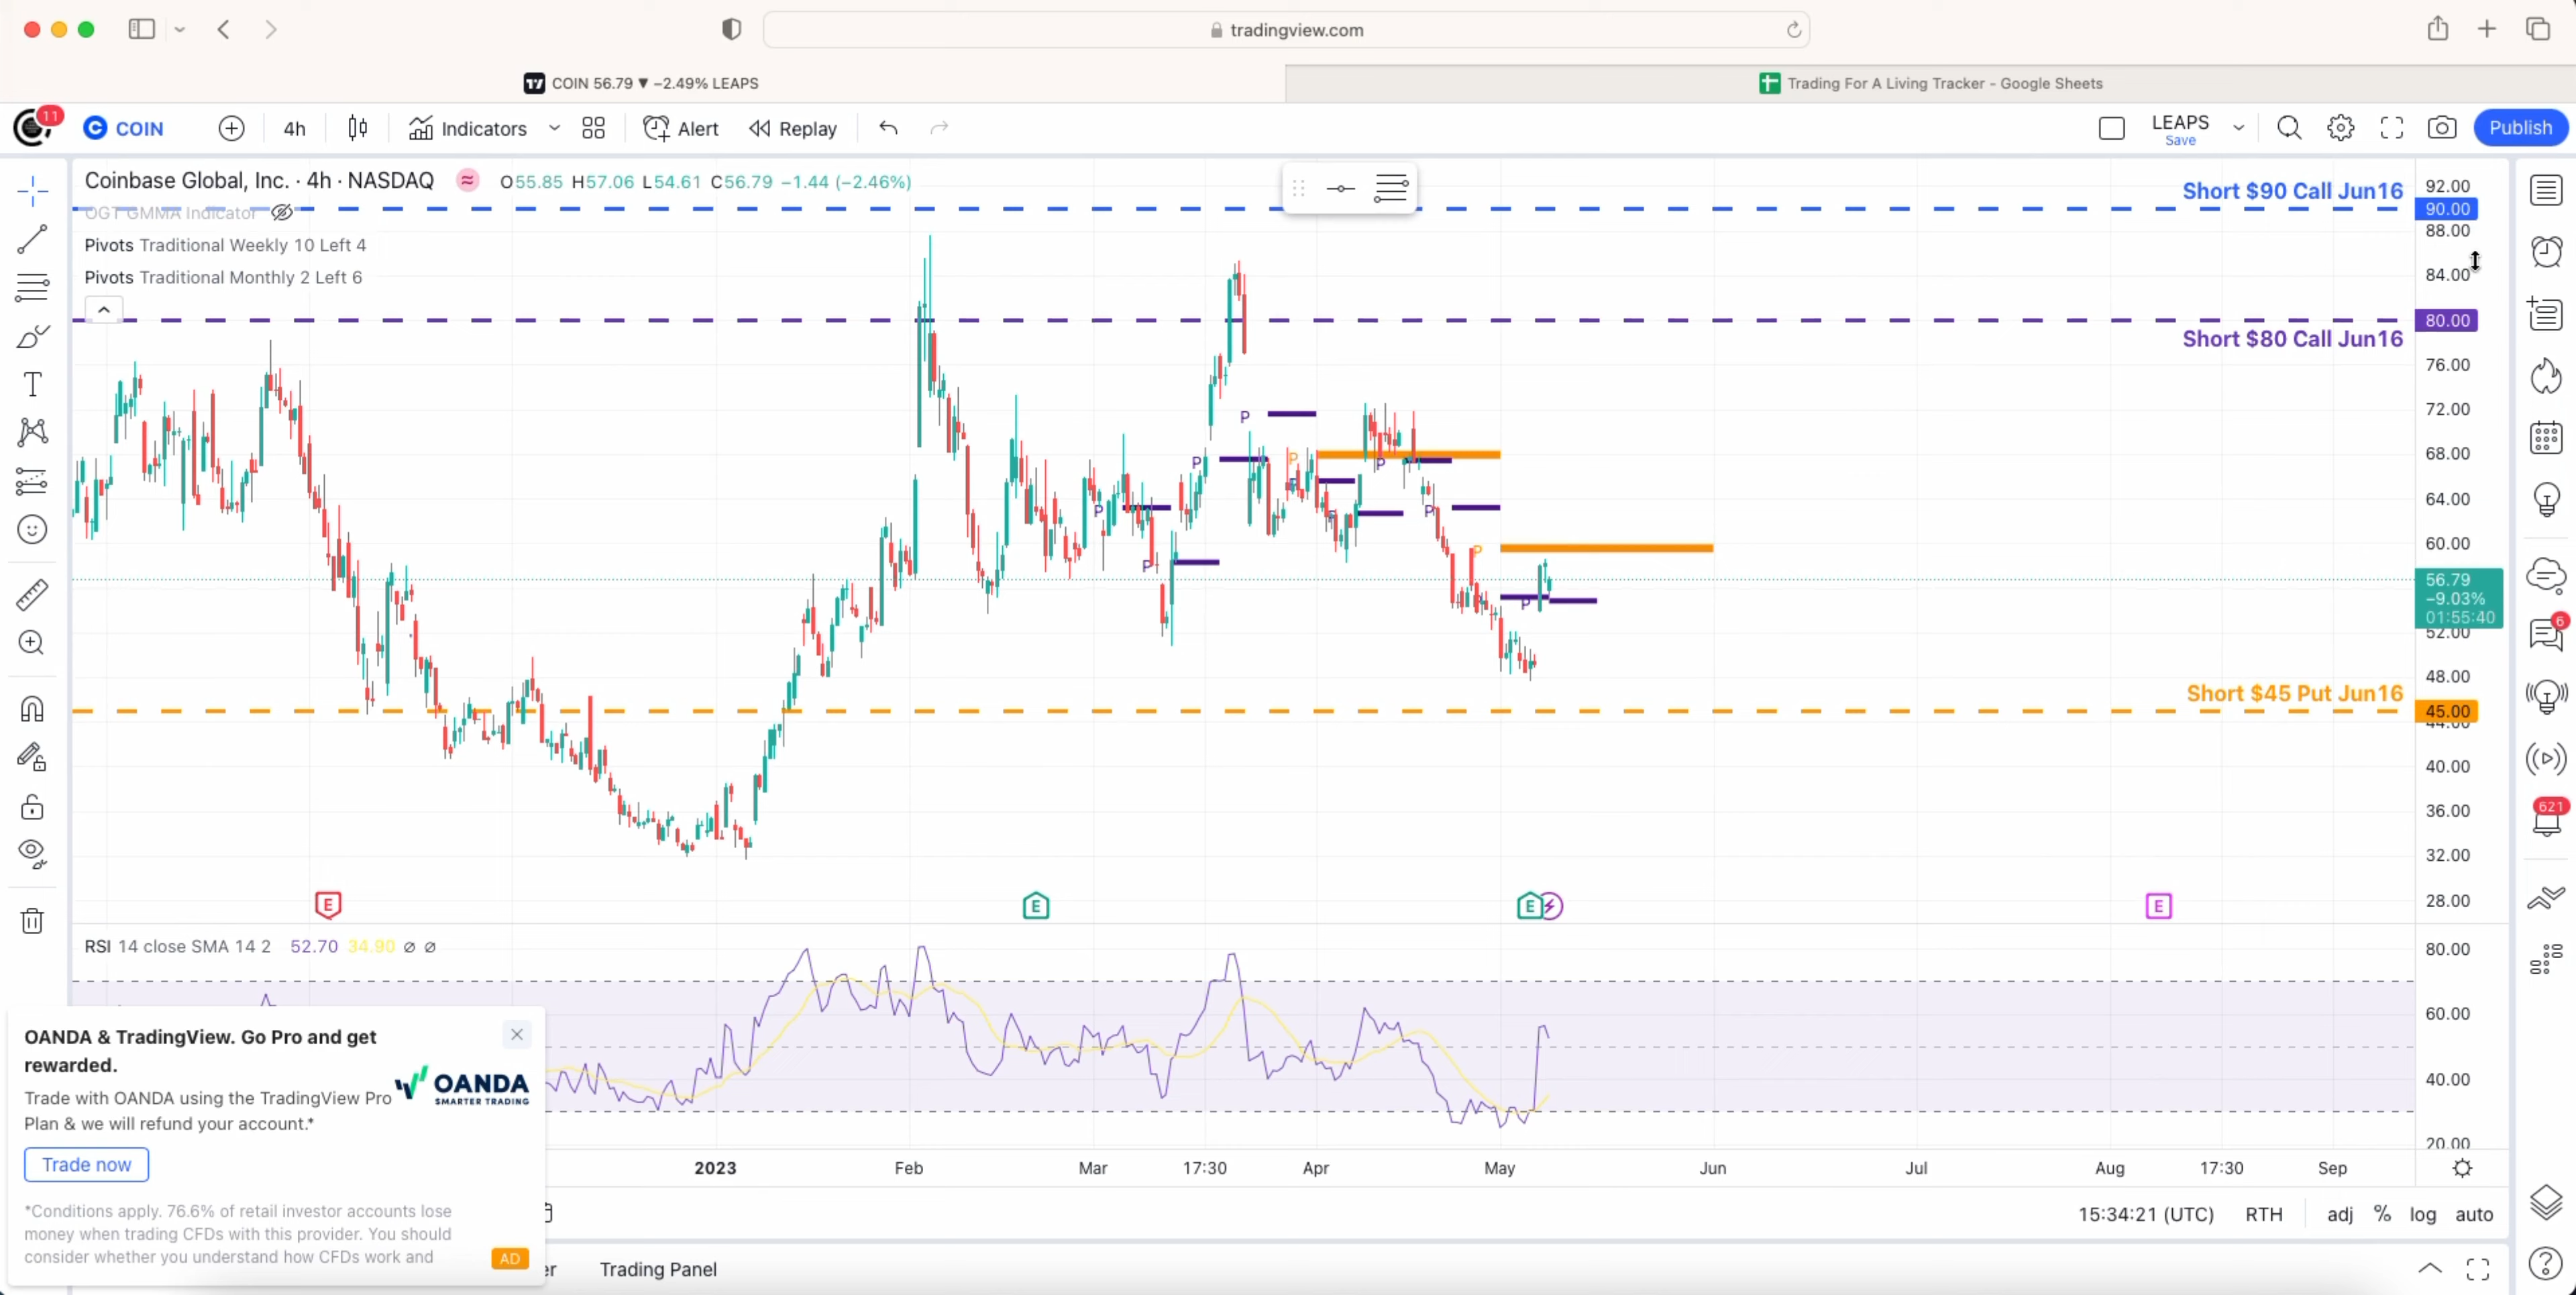 tradingview.com
COIN 56.79 ▼ −2.49% LEAPS
Trading For A Living Tracker - Google Sheets
11
COIN
4h
Indicators
Alert
Replay
LEAPS
Save
Publish
Coinbase Global, Inc. · 4h · NASDAQ
O55.85 H57.06 L54.61 C56.79 −1.44 (−2.46%)
OGT GMMA Indicator
Pivots Traditional Weekly 10 Left 4
Pivots Traditional Monthly 2 Left 6
Short $90 Call Jun16
Short $80 Call Jun16
Short $45 Put Jun16
92.00
90.00
88.00
84.00
80.00
76.00
72.00
68.00
64.00
60.00
56.79
−9.03%
01:55:40
52.00
48.00
45.00
44.00
40.00
36.00
32.00
28.00
P
P
P
P
P
P
P
P
P
P
E
E
E
E
6
621
RSI 14 close SMA 14 2 52.70 34.90 ∅ ∅
80.00
60.00
40.00
20.00
OANDA & TradingView. Go Pro and get
rewarded.
Trade with OANDA using the TradingView Pro
Plan & we will refund your account.*
OANDA
SMARTER TRADING
Trade now
*Conditions apply. 76.6% of retail investor accounts lose
money when trading CFDs with this provider. You should
consider whether you understand how CFDs work and
AD
2023
Feb
Mar
17:30
Apr
May
Jun
Jul
Aug
17:30
Sep
15:34:21 (UTC)
RTH
adj
%
log
auto
er
Trading Panel